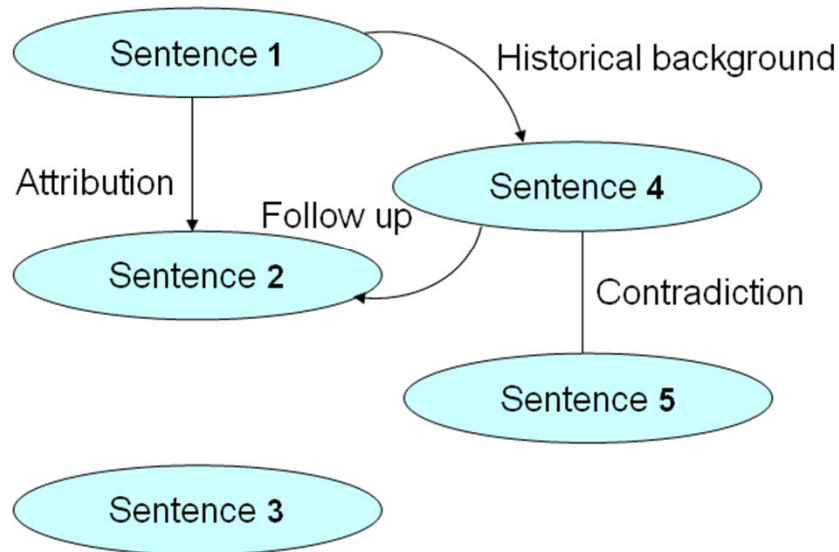 Sentence 1
Historical background
Attribution
Sentence 4
Follow up
Sentence 2
Contradiction
Sentence 5
Sentence 3